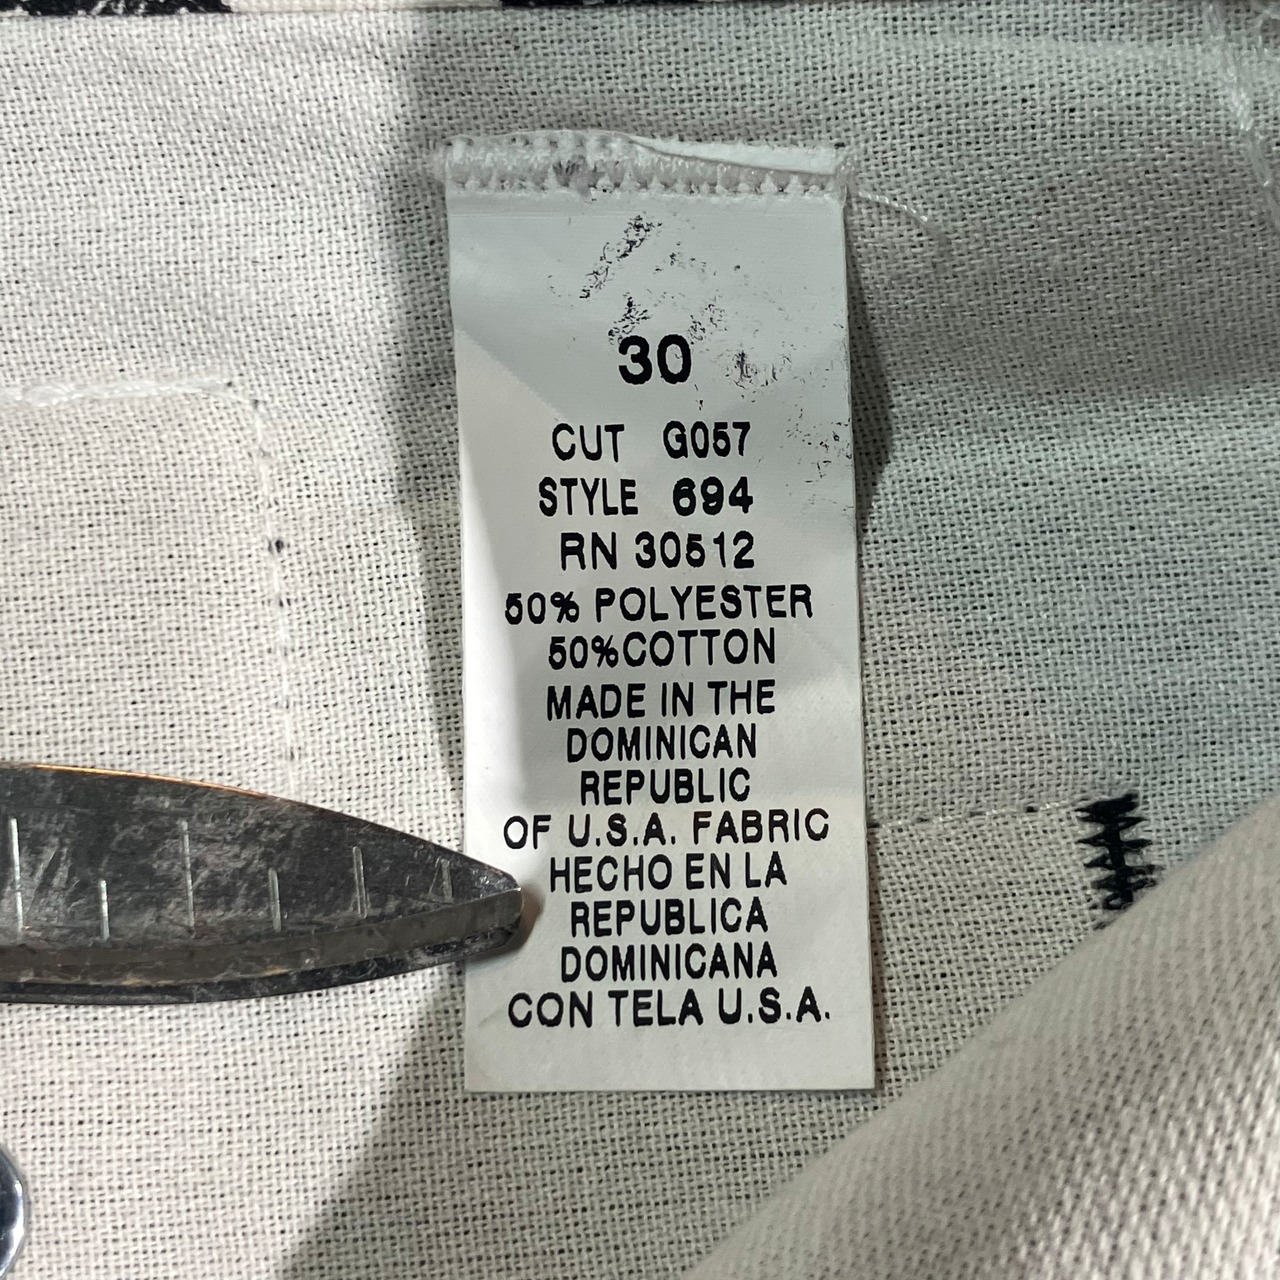 30
CUT G057
STYLE 694
RN 30512
50% POLYESTER
50%COTTON
MADE IN THE
DOMINICAN
REPUBLIC
OF U.S.A. FABRIC
HECHO EN LA
REPUBLICA
DOMINICANA
CON TELA U.S.A.